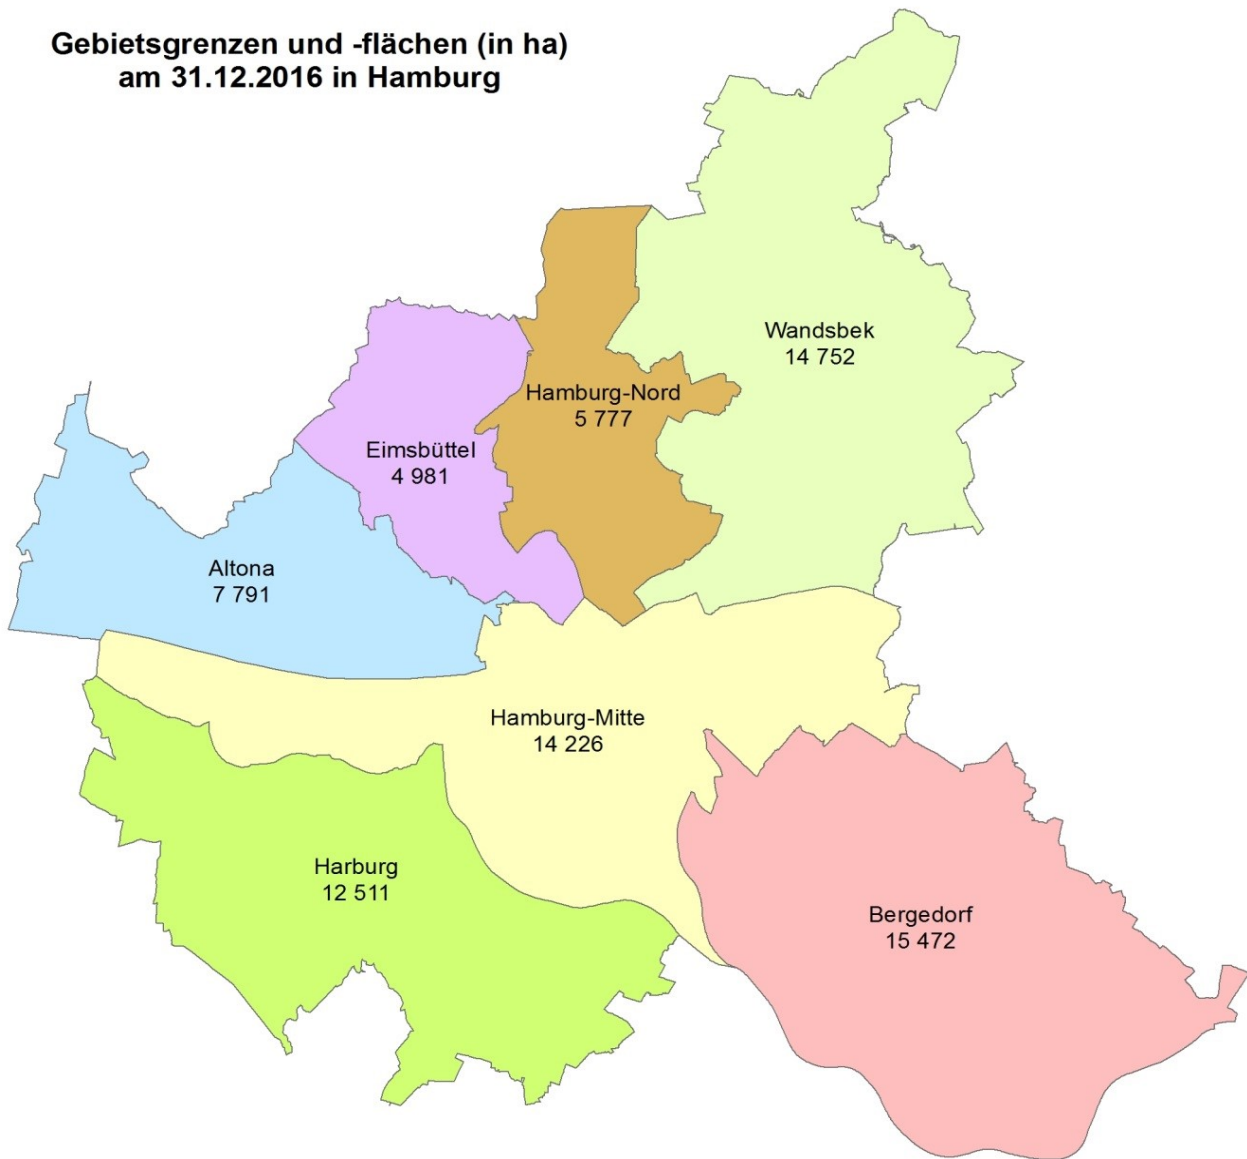 Gebietsgrenzen und -flächen (in ha)
am 31.12.2016 in Hamburg
Wandsbek
14 752
Hamburg-Nord
5 777
Eimsbüttel
4 981
Altona
7 791
Hamburg-Mitte
14 226
Harburg
12 511
Bergedorf
15 472